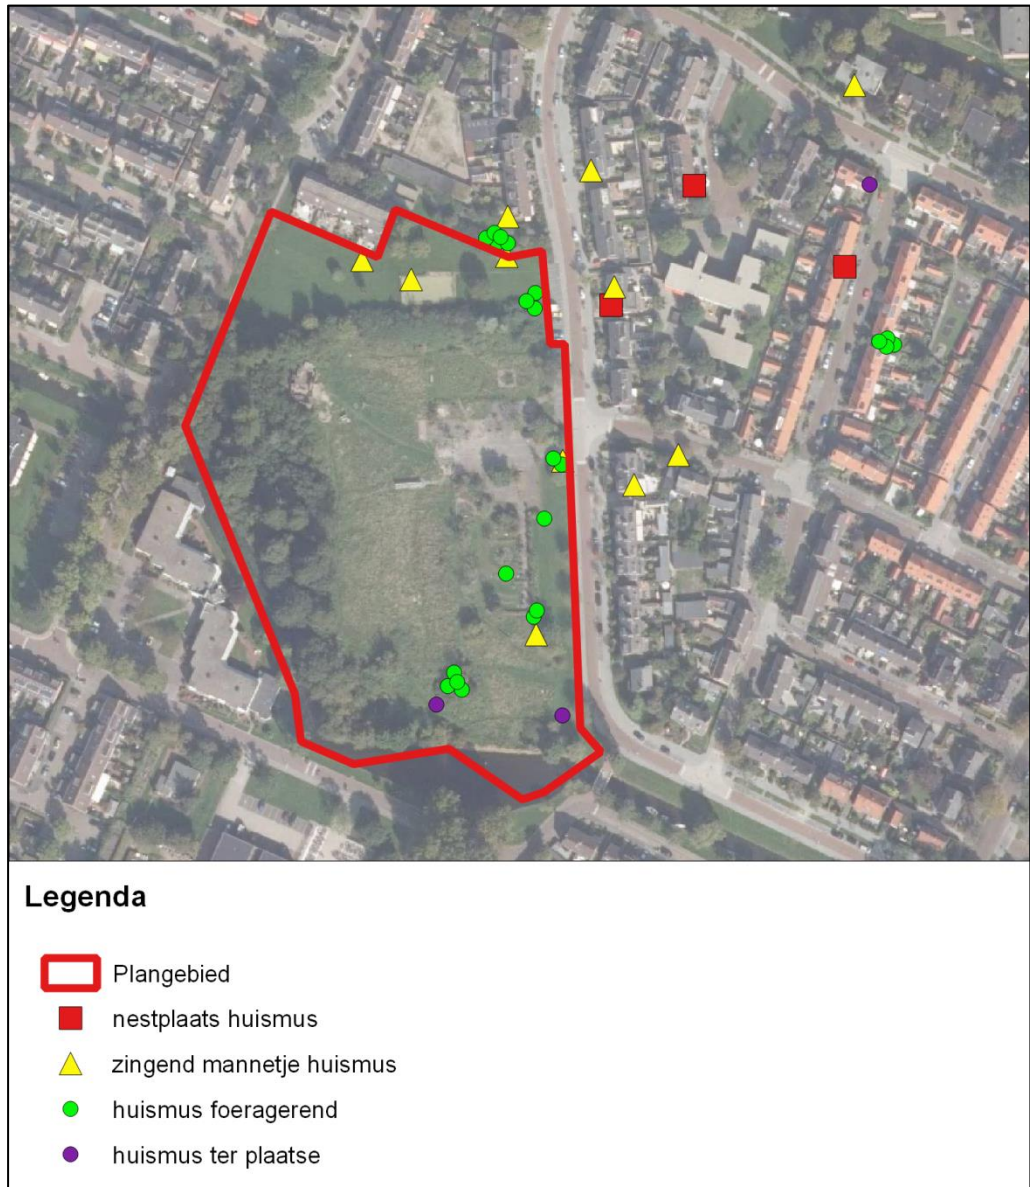 Legenda
Plangebied
nestplaats huismus
zingend mannetje huismus
huismus foeragerend
huismus ter plaatse